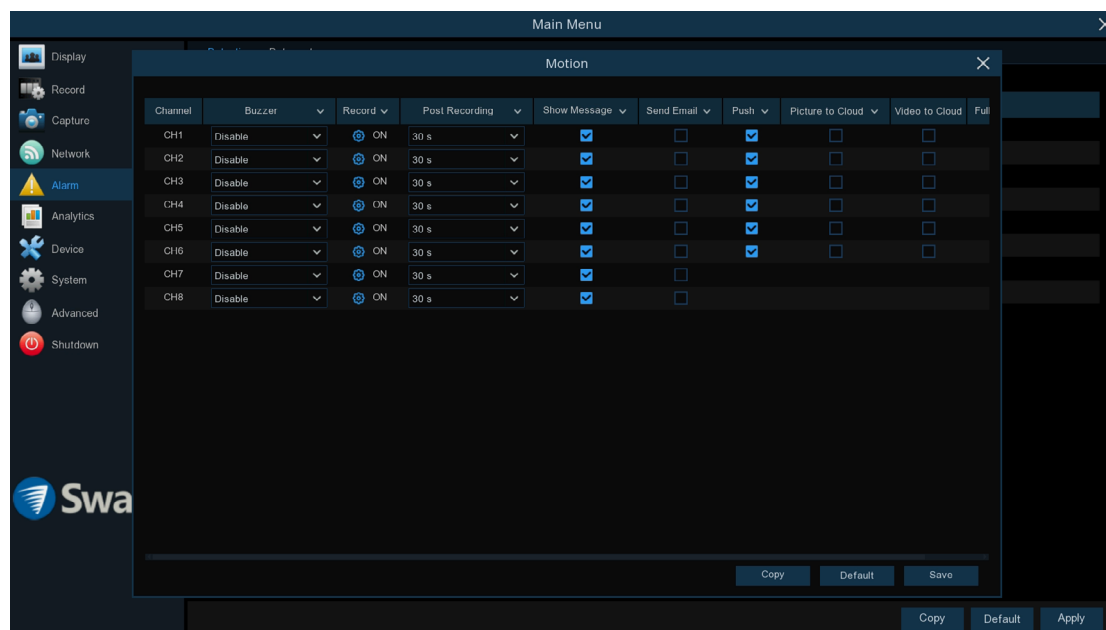 Main Menu
Display
Motion
Record
Channel Buzzer Record Post Recording Show Message Send Email Push Picture to Cloud Video to Cloud Full
Capture
CH1 Disable ON 30 s
Network
CH2 Disable ON 30 s
CH3 Disable ON 30 s
Alarm
CH4 Disable ON 30 s
Analytics
CH5 Disable ON 30 s
Device
CH6 Disable ON 30 s
System
CH7 Disable ON 30 s
CH8 Disable ON 30 s
Advanced
Shutdown
Swa
Copy Default Save
Copy Default Apply